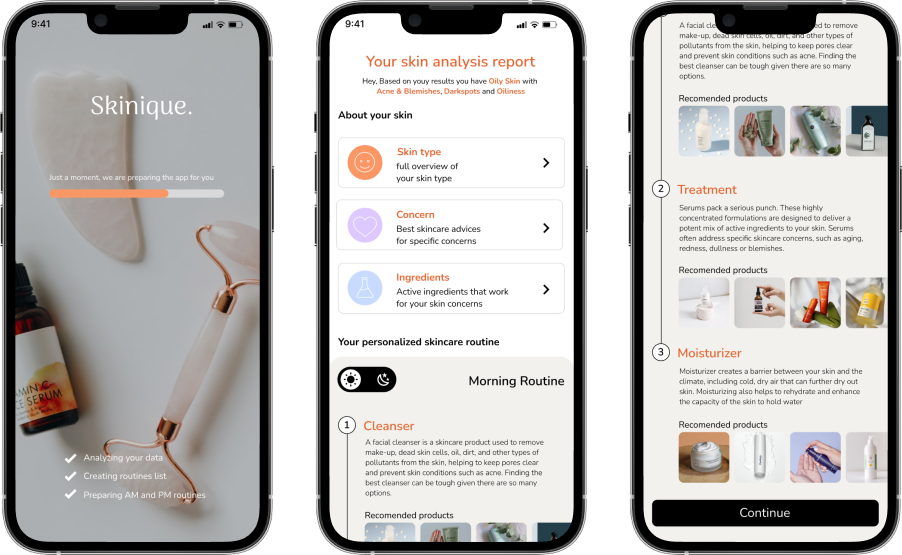 9:41
Skinique.
Just a moment, we are preparing the app for you
AMIN C
CE SERUM
Analyzing your data
Creating routines list
Preparing AM and PM routines
9:41
Your skin analysis report
Hey, Based on youy results you have Oily Skin with
Acne & Blemishes, Darkspots and Oiliness
About your skin
Skin type
full overview of
your skin type
Concern
Best skincare advices
for specific concerns
Ingredients
Active ingredients that work
for your skin concerns
Your personalized skincare routine
Morning Routine
1
Cleanser
A facial cleanser is a skincare product used to remove
make-up, dead skin cells, oil, dirt, and other types of
pollutants from the skin, helping to keep pores clear
and prevent skin conditions such as acne. Finding the
best cleanser can be tough given there are so many
options.
Recomended products
9:41
A facial cle used to remove
make-up, dead skin cells, oil, dirt, and other types of
pollutants from the skin, helping to keep pores clear
and prevent skin conditions such as acne. Finding the
best cleanser can be tough given there are so many
options.
Recomended products
2
Treatment
Serums pack a serious punch. These highly
concentrated formulations are designed to deliver a
potent mix of active ingredients to your skin. Serums
often address specific skincare concerns, such as aging,
redness, dullness or blemishes.
Recomended products
3
Moisturizer
Moisturizer creates a barrier between your skin and the
climate, including cold, dry air that can further dry out
skin. Moisturizing also helps to rehydrate and enhance
the capacity of the skin to hold water
Recomended products
Continue